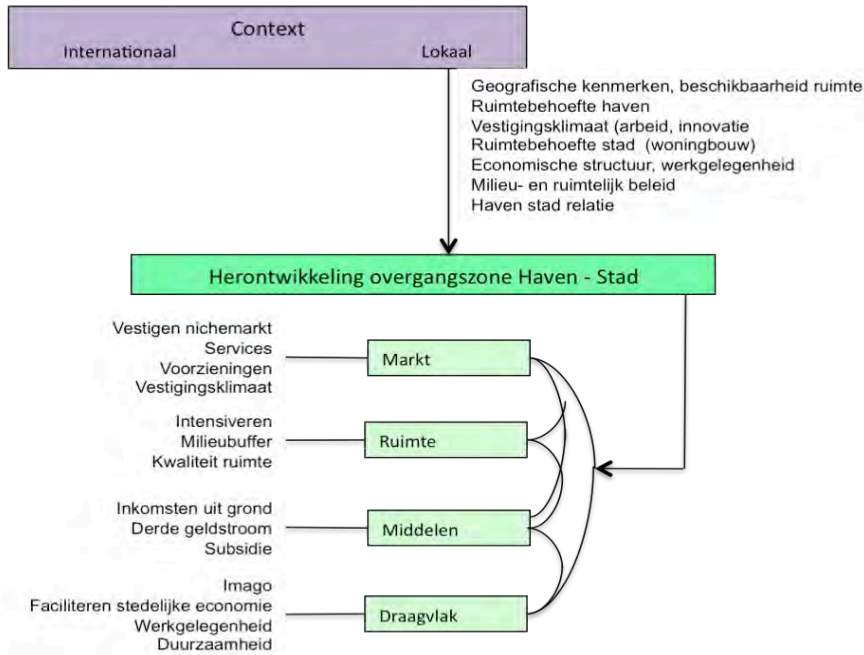 Context
Internationaal Lokaal
Geografische kenmerken, beschikbaarheid ruimte
Ruimtebehoefte haven
Vestigingsklimaat (arbeid, innovatie
Ruimtebehoefte stad (woningbouw)
Economische structuur, werkgelegenheid
Milieu- en ruimtelijk beleid
Haven stad relatie
Herontwikkeling overgangszone Haven - Stad
Vestigen nichemarkt
Services
Voorzieningen
Vestigingsklimaat
Markt
Intensiveren
Milieubuffer
Kwaliteit ruimte
Ruimte
Inkomsten uit grond
Derde geldstroom
Subsidie
Middelen
Imago
Faciliteren stedelijke economie
Werkgelegenheid
Duurzaamheid
Draagvlak